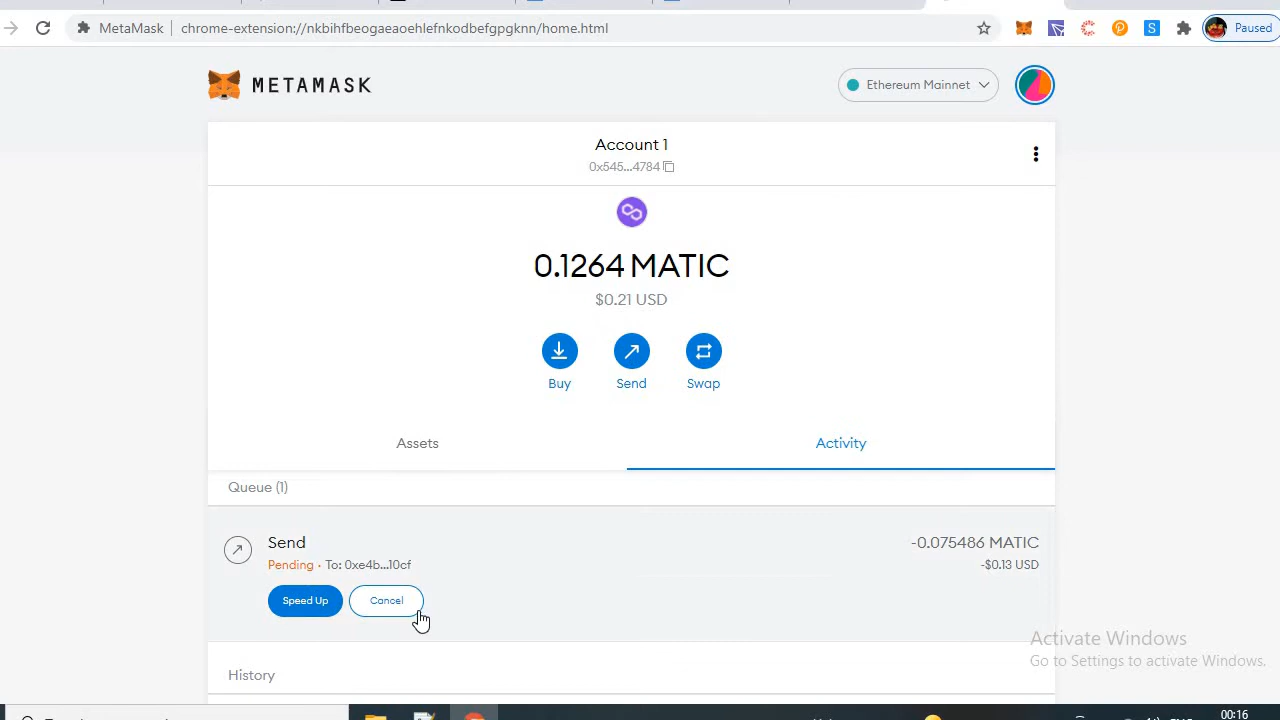 MetaMask
chrome-extension://nkbihfbeogaeaoehlefnkodbefgpgknn/home.html
Paused
METAMASK
Ethereum Mainnet
Account 1
0x545...4784
0.1264 MATIC
$0.21 USD
Buy
Send
Swap
Assets
Activity
Queue (1)
Send
-0.075486 MATIC
Pending · To: 0xe4b...10cf
-$0.13 USD
Speed Up
Cancel
Activate Windows
Go to Settings to activate Windows.
History
00:16